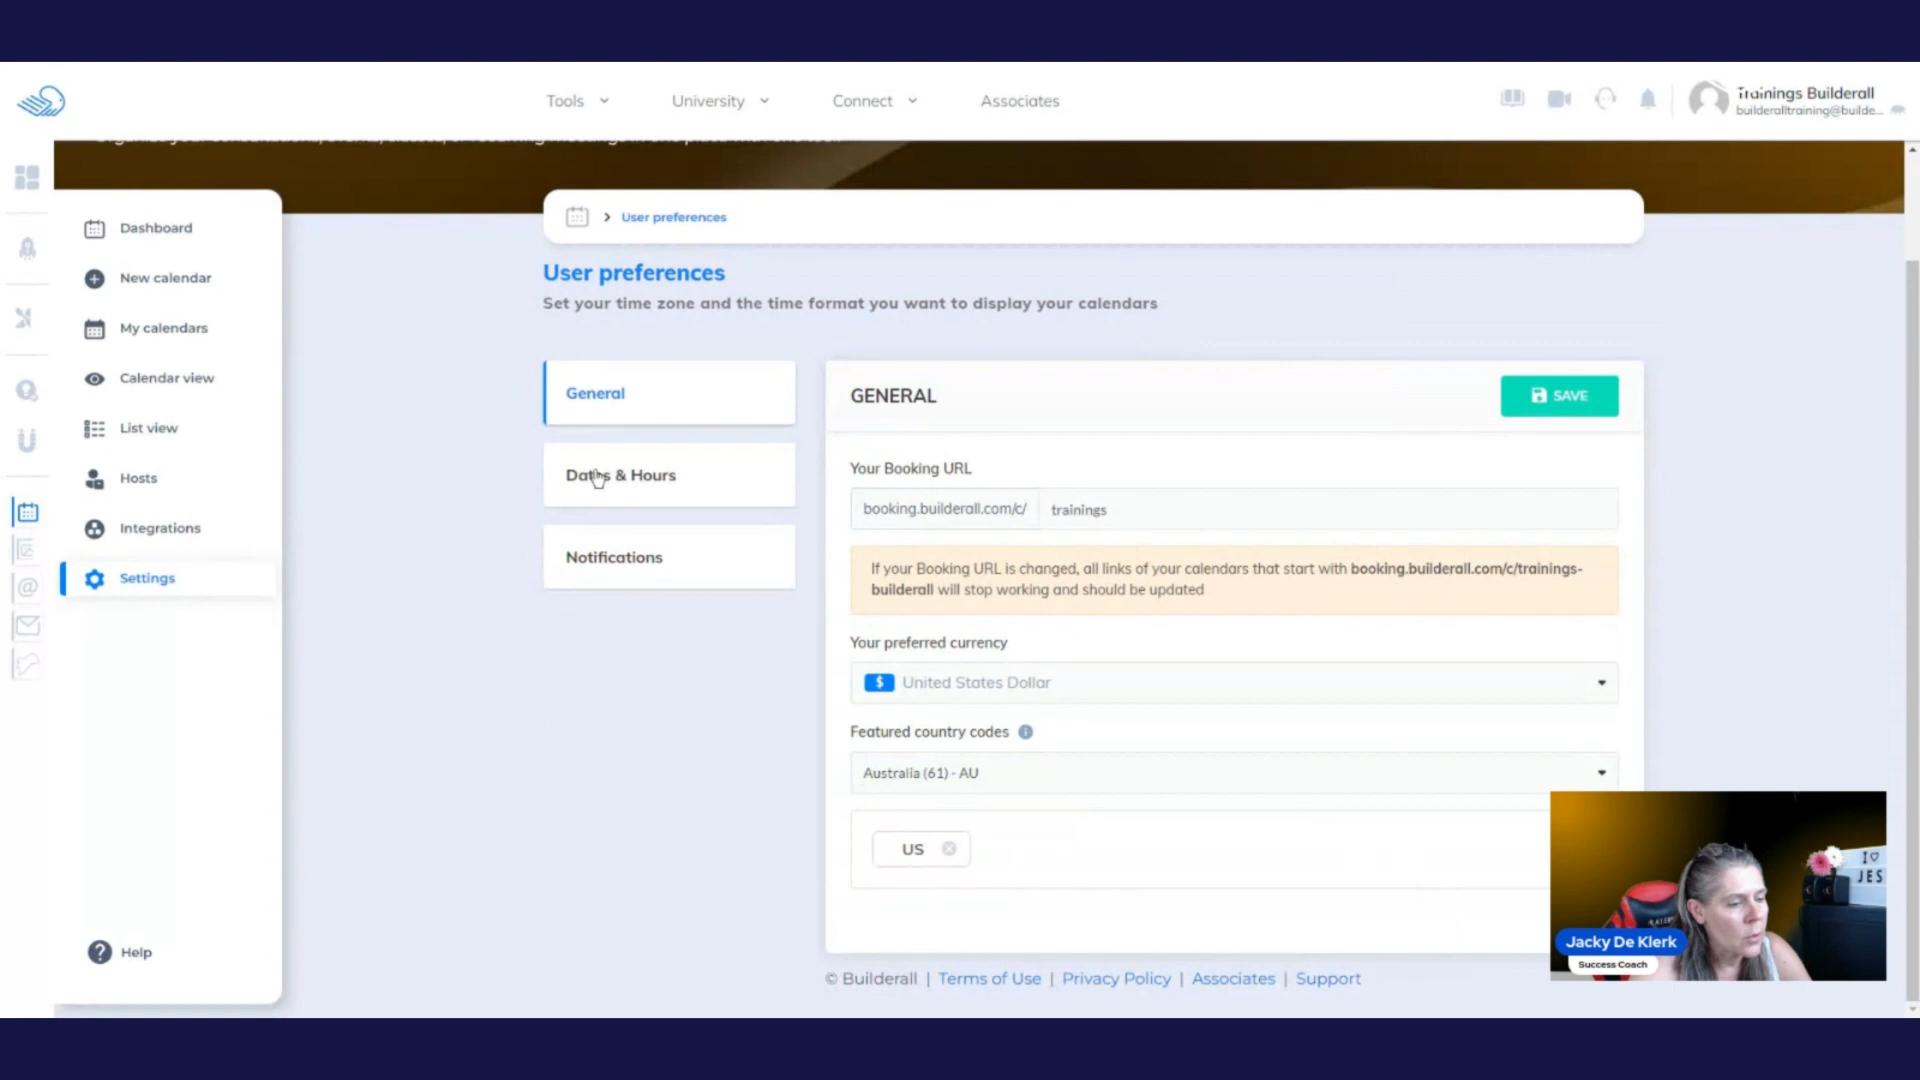 Tools
University
Connect
Associates
Trainings Builderall
builderalltraining@builde...
Dashboard
New calendar
My calendars
Calendar view
List view
Hosts
Integrations
Settings
Help
User preferences
User preferences
Set your time zone and the time format you want to display your calendars
General
Dates & Hours
Notifications
GENERAL
SAVE
Your Booking URL
booking.builderall.com/c/ trainings
If your Booking URL is changed, all links of your calendars that start with booking.builderall.com/c/trainings-
builderall will stop working and should be updated
Your preferred currency
$ United States Dollar
Featured country codes
Australia (61) - AU
US
I ♡
JES
Jacky De Klerk
Success Coach
© Builderall | Terms of Use | Privacy Policy | Associates | Support